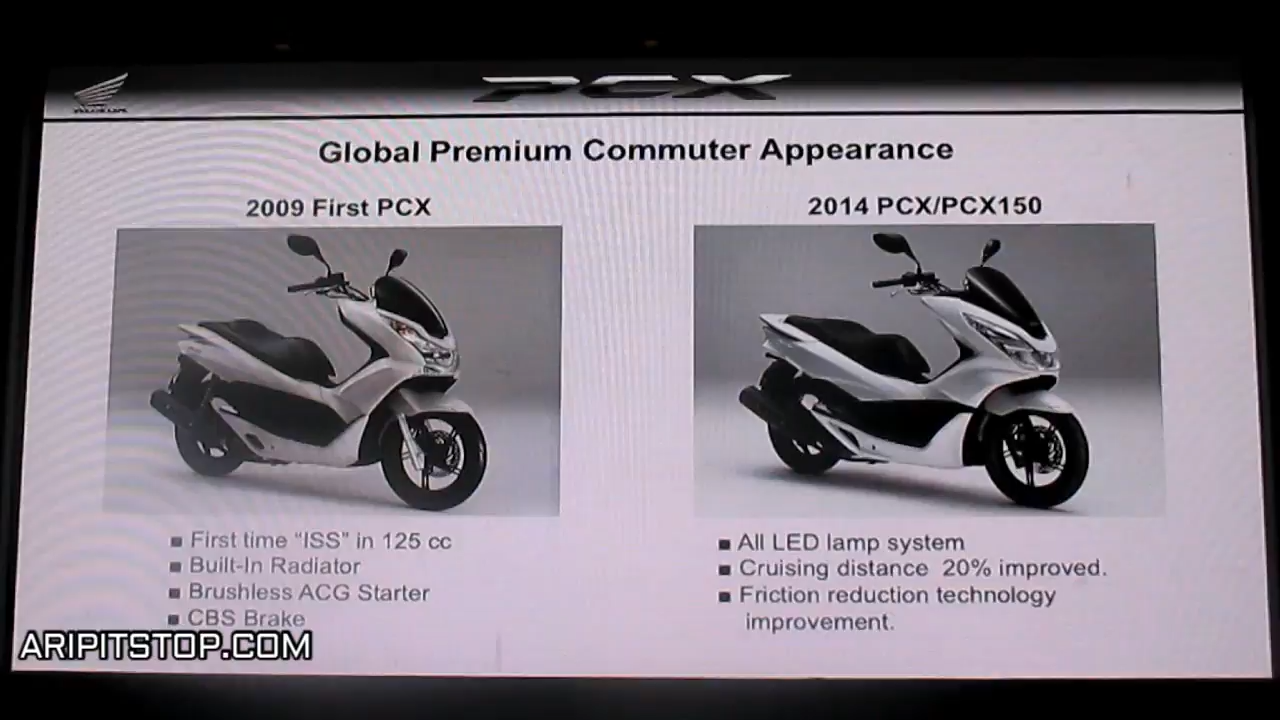 PCX
Global Premium Commuter Appearance
2009 First PCX
2014 PCX/PCX150
First time “ISS” in 125 cc
Built-In Radiator
Brushless ACG Starter
CBS Brake
All LED lamp system
Cruising distance 20% improved.
Friction reduction technology
improvement.
ARIPITSTOP.COM